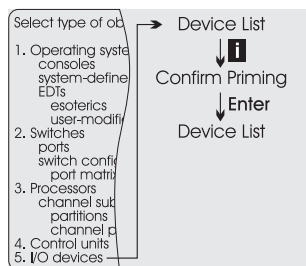 Select type of ob
1. Operating syste
consoles
system-define
EDTs
esoterics
user-modifi
2. Switches
ports
switch config
port matrix
3. Processors
channel sub
partitions
channel p
4. Control units
5. I/O devices
Device List
i
Confirm Priming
Enter
Device List